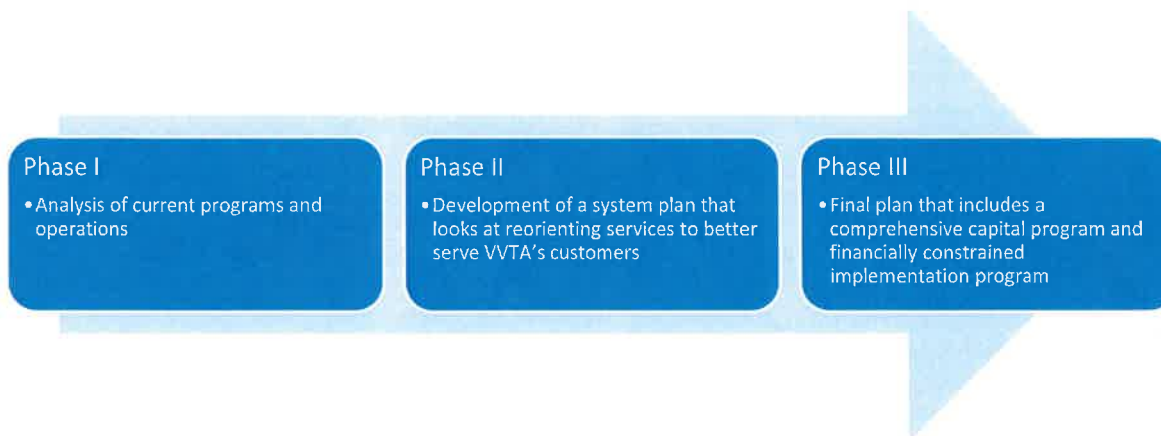 Phase I
•Analysis of current programs and
operations
Phase II
•Development of a system plan that
looks at reorienting services to better
serve VVTA's customers
Phase III
•Final plan that includes a
comprehensive capital program and
financially constrained
implementation program